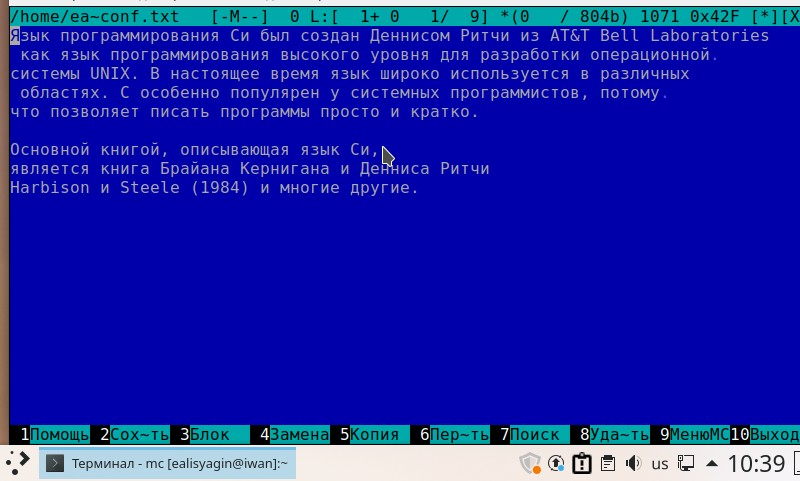 /home/ea~conf.txt [-M--] 0 L:[ 1+ 0 1/ 9] *(0 / 804b) 1071 0x42F [*][X
Язык программирования Си был создан Деннисом Ритчи из AT&T Bell Laboratories
как язык программирования высокого уровня для разработки операционной.
системы UNIX. В настоящее время язык широко используется в различных
областях. С особенно популярен у системных программистов, потому.
что позволяет писать программы просто и кратко.
Основной книгой, описывающая язык Си,
является книга Брайана Кернигана и Денниса Ритчи
Harbison и Steele (1984) и многие другие.
1Помощь 2Сох~ть 3Блок 4Замена 5Копия 6Пер~ть 7Поиск 8Уда~ть 9МенюMC 10Выход
Терминал - mc [ealisyagin@iwan]:~ us 10:39